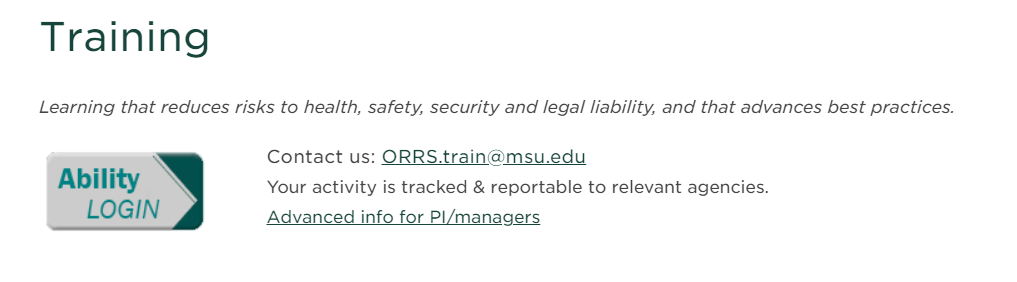 Training
Learning that reduces risks to health, safety, security and legal liability, and that advances best practices.
Ability
LOGIN
Contact us: ORRS.train@msu.edu
Your activity is tracked & reportable to relevant agencies.
Advanced info for PI/managers